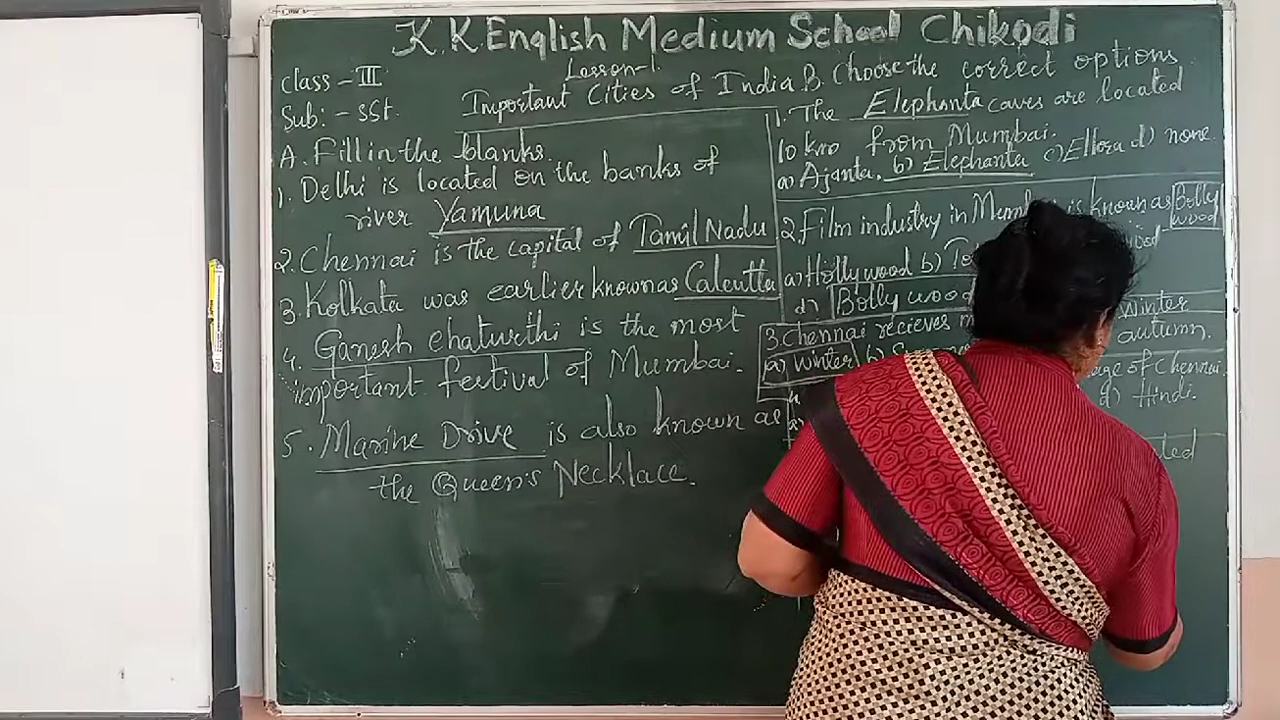 K.K. English Medium School Chikodi
Class - III
Sub: - SSt.
Lesson-1.
Important Cities of India
A. Fill in the blanks.
1. Delhi is located on the banks of
river Yamuna
2. Chennai is the capital of Tamil Nadu
3. Kolkata was earlier known as Calcutta
4. Ganesh chaturthi is the most
important festival of Mumbai.
5. Marine Drive is also known as
the Queen's Necklace.
B. Choose the correct options
1. The Elephanta caves are located
10 km from Mumbai.
a) Ajanta. b) Elephanta c) Ellora d) none.
2. Film industry in is known as Bolly
wood
a) Hollywood b)
d) Bolly wood
3. Chennai recieves Winter
a) Winter b) autumn.
age of Chennai.
d) Hindi.